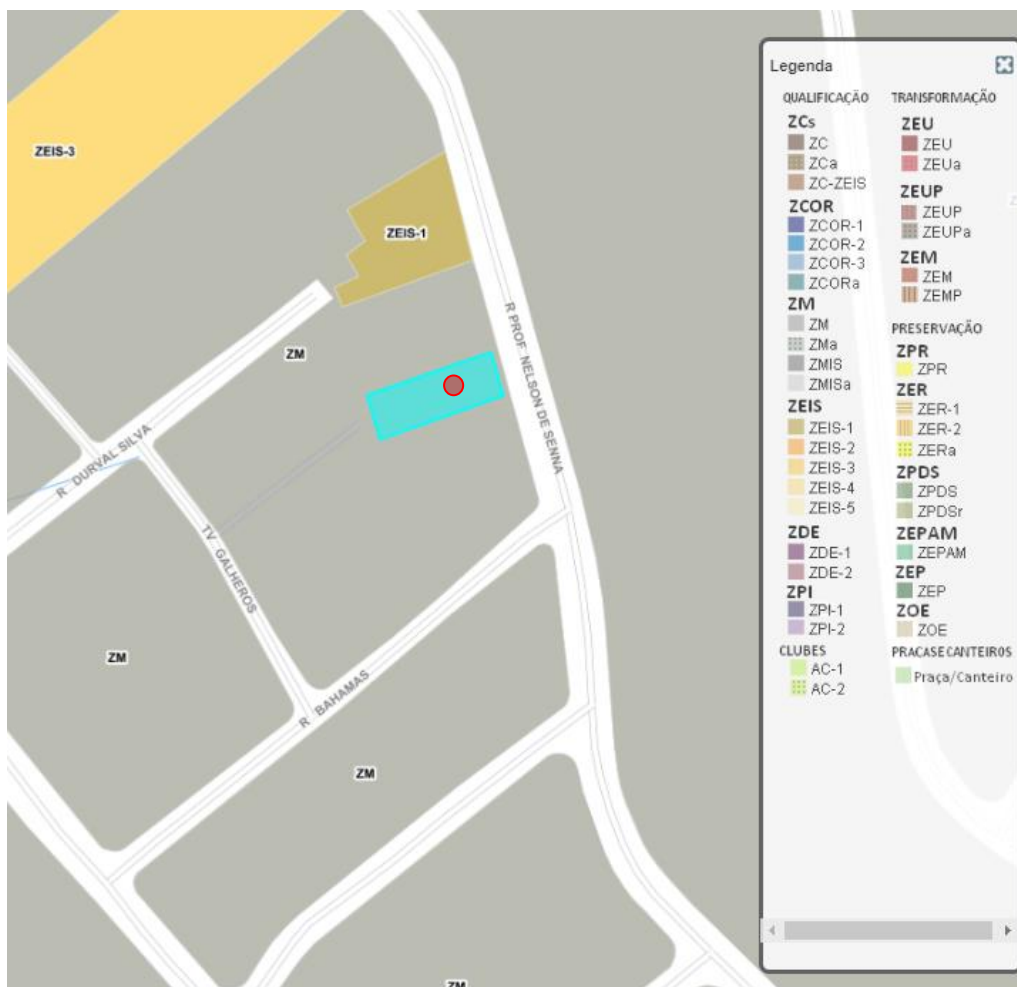 ZEIS-3
ZEIS-1
ZM
R PROF. NELSON DE SENNA
R DURVAL SILVA
TV GALHEROS
ZM
R BAHAMAS
ZM
ZM
Legenda
QUALIFICAÇÃO
ZCs
ZC
ZCa
ZC-ZEIS
ZCOR
ZCOR-1
ZCOR-2
ZCOR-3
ZCORa
ZM
ZM
ZMa
ZMIS
ZMISa
ZEIS
ZEIS-1
ZEIS-2
ZEIS-3
ZEIS-4
ZEIS-5
ZDE
ZDE-1
ZDE-2
ZPI
ZPI-1
ZPI-2
CLUBES
AC-1
AC-2
TRANSFORMAÇÃO
ZEU
ZEU
ZEUa
ZEUP
ZEUP
ZEUPa
ZEM
ZEM
ZEMP
PRESERVAÇÃO
ZPR
ZPR
ZER
ZER-1
ZER-2
ZERa
ZPDS
ZPDS
ZPDSr
ZEPAM
ZEPAM
ZEP
ZEP
ZOE
ZOE
PRACASECANTEIROS
Praça/Canteiro